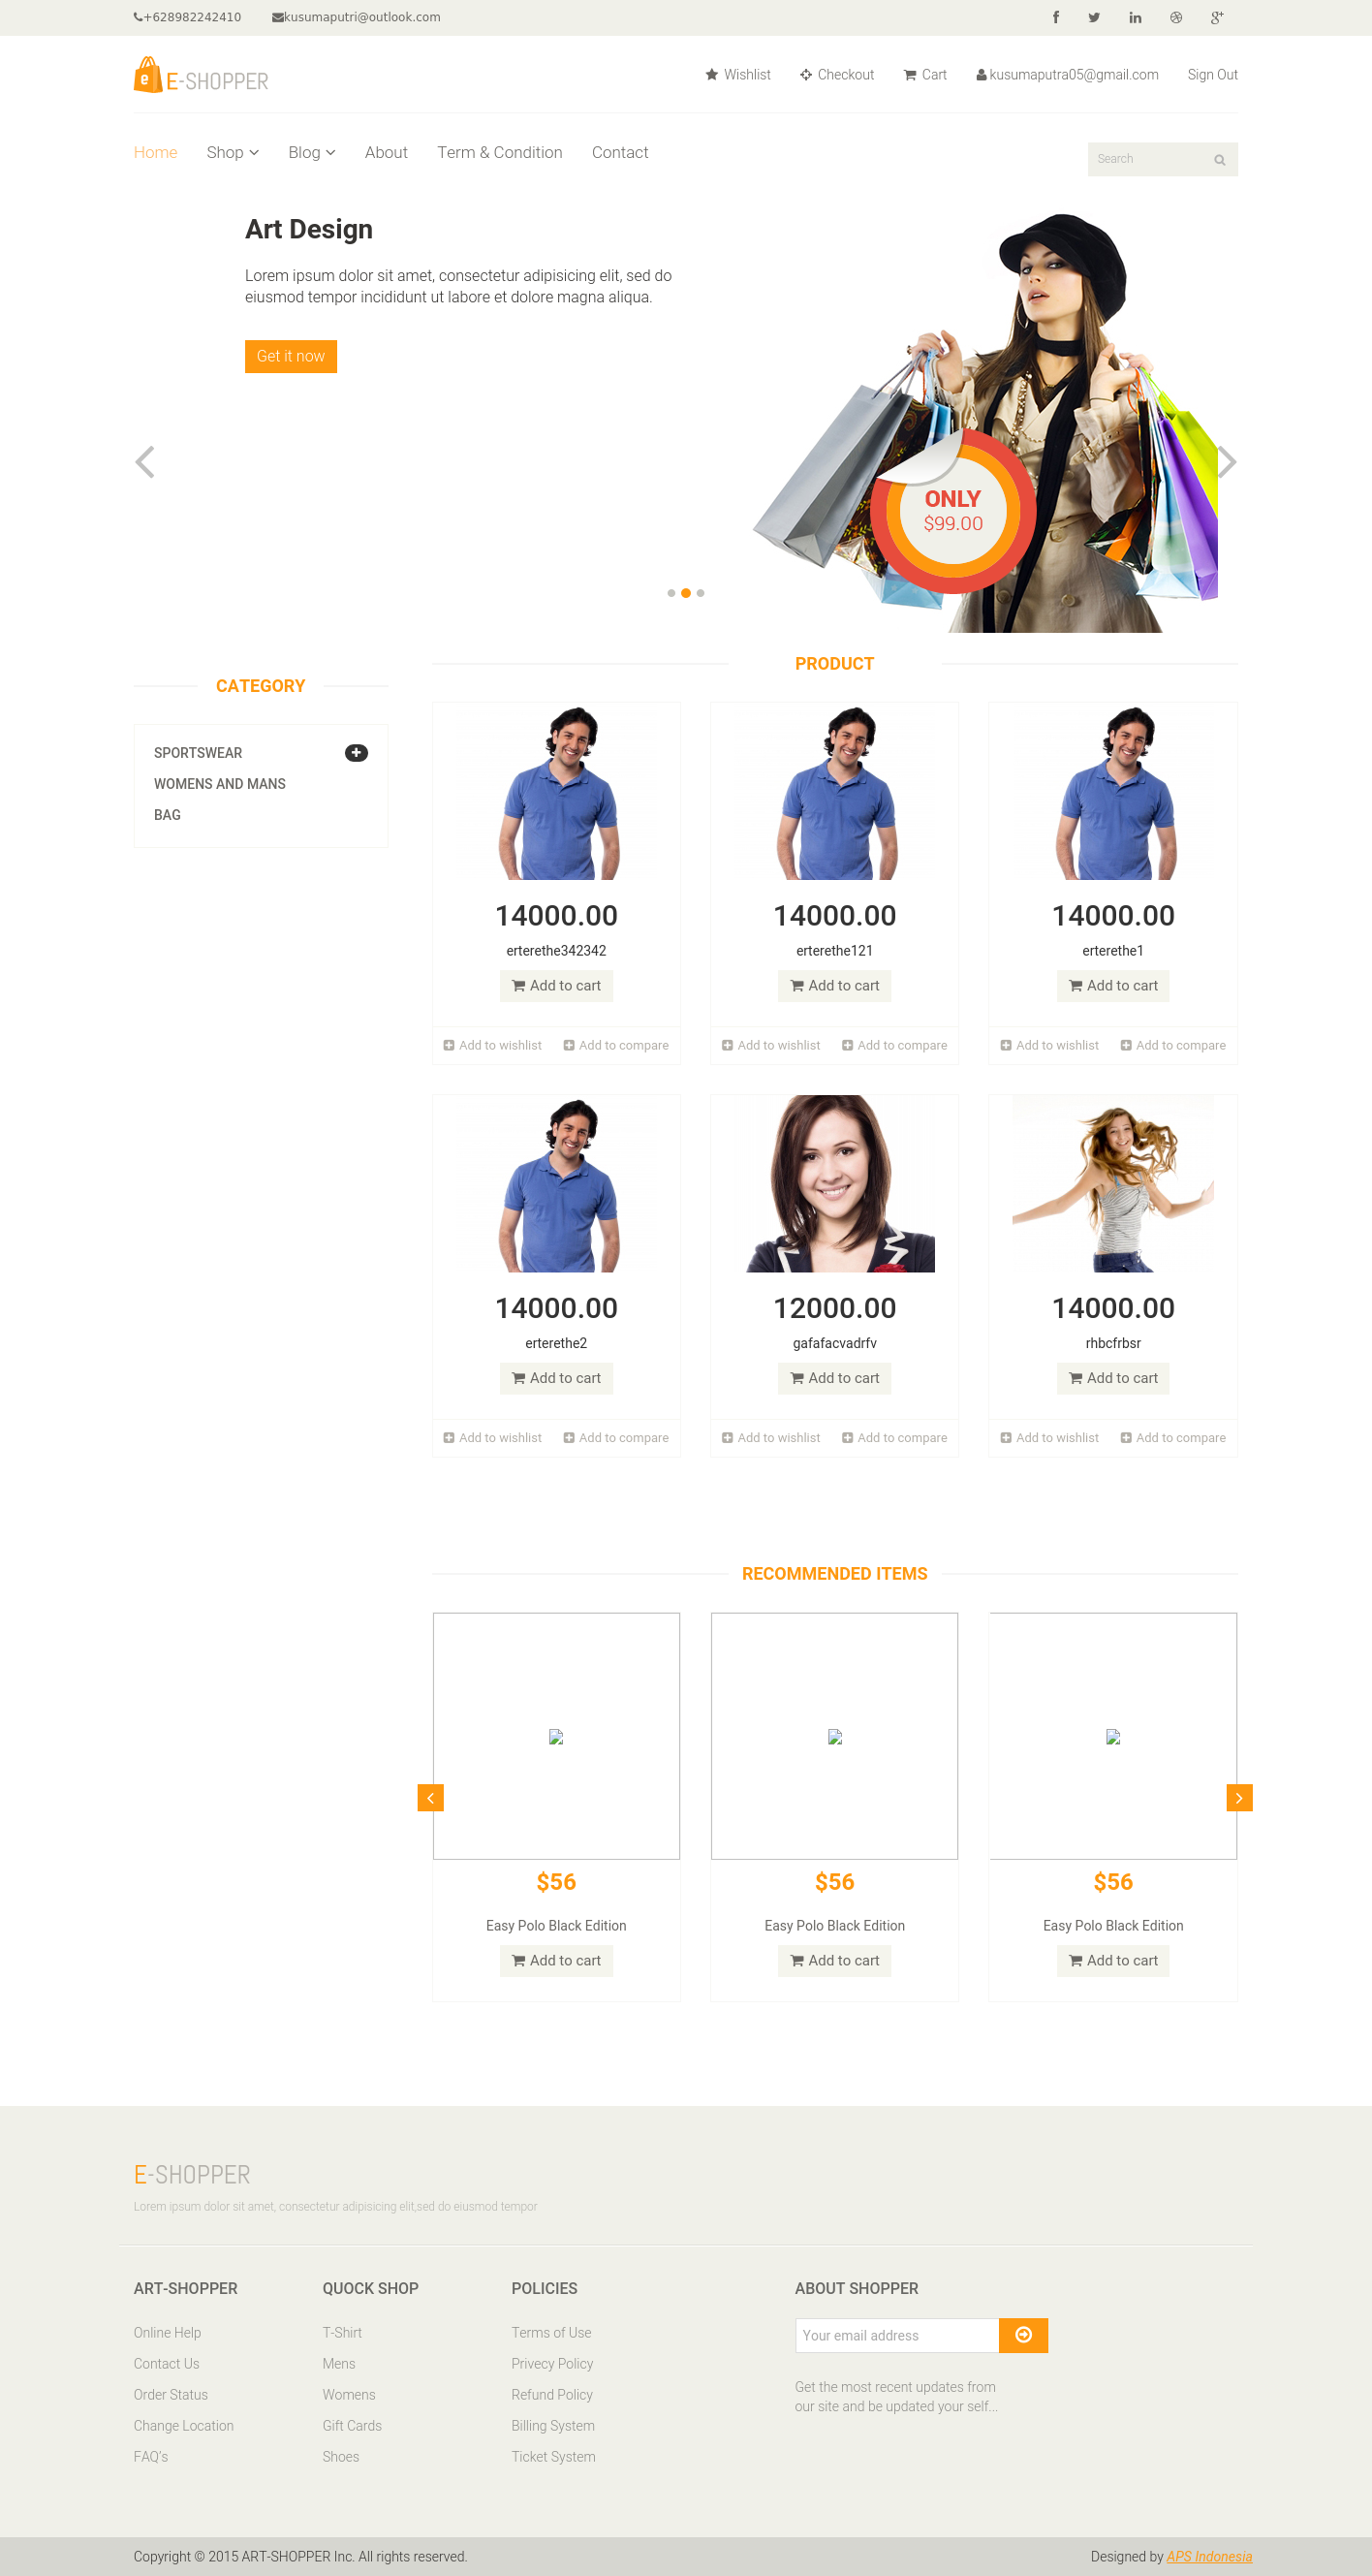 +628982242410 kusumaputri@outlook.com
E-SHOPPER
Wishlist Checkout Cart kusumaputra05@gmail.com Sign Out
Home Shop Blog About Term & Condition Contact
Search
Art Design
Lorem ipsum dolor sit amet, consectetur adipisicing elit, sed do
eiusmod tempor incididunt ut labore et dolore magna aliqua.
Get it now
ONLY
$99.00
CATEGORY
SPORTSWEAR
WOMENS AND MANS
BAG
PRODUCT
14000.00 14000.00 14000.00
erterethe342342 erterethe121 erterethe1
Add to cart Add to cart Add to cart
Add to wishlist Add to compare Add to wishlist Add to compare Add to wishlist Add to compare
14000.00 12000.00 14000.00
erterethe2 gafafacvadrfv rhbcfrbsr
Add to cart Add to cart Add to cart
Add to wishlist Add to compare Add to wishlist Add to compare Add to wishlist Add to compare
RECOMMENDED ITEMS
$56 $56 $56
Easy Polo Black Edition Easy Polo Black Edition Easy Polo Black Edition
Add to cart Add to cart Add to cart
E-SHOPPER
Lorem ipsum dolor sit amet, consectetur adipisicing elit,sed do eiusmod tempor
ART-SHOPPER
Online Help
Contact Us
Order Status
Change Location
FAQ's
QUOCK SHOP
T-Shirt
Mens
Womens
Gift Cards
Shoes
POLICIES
Terms of Use
Privecy Policy
Refund Policy
Billing System
Ticket System
ABOUT SHOPPER
Your email address
Get the most recent updates from
our site and be updated your self...
Copyright © 2015 ART-SHOPPER Inc. All rights reserved. Designed by APS Indonesia